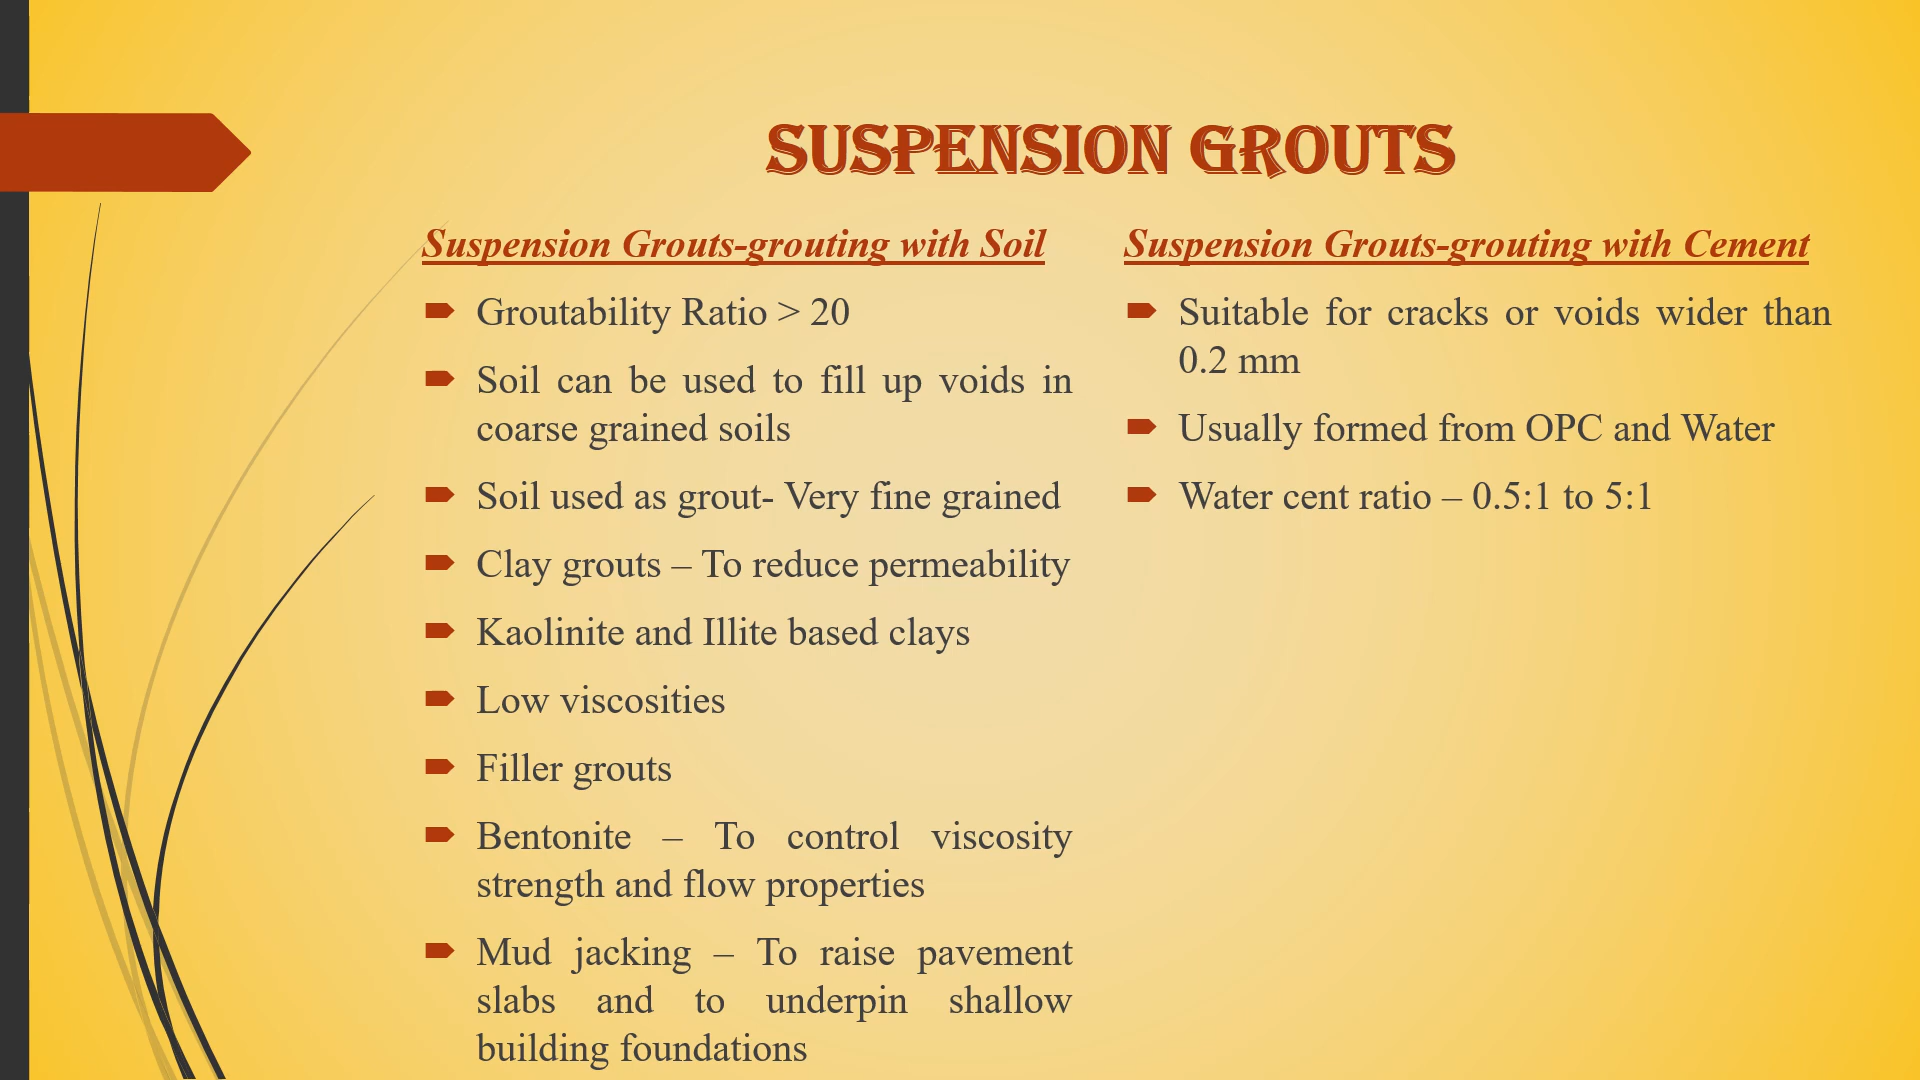 SUSPENSION GROUTS
Suspension Grouts-grouting with Soil
Groutability Ratio > 20
Soil can be used to fill up voids in
coarse grained soils
Soil used as grout- Very fine grained
Clay grouts – To reduce permeability
Kaolinite and Illite based clays
Low viscosities
Filler grouts
Bentonite – To control viscosity
strength and flow properties
Mud jacking – To raise pavement
slabs and to underpin shallow
building foundations
Suspension Grouts-grouting with Cement
Suitable for cracks or voids wider than
0.2 mm
Usually formed from OPC and Water
Water cent ratio – 0.5:1 to 5:1